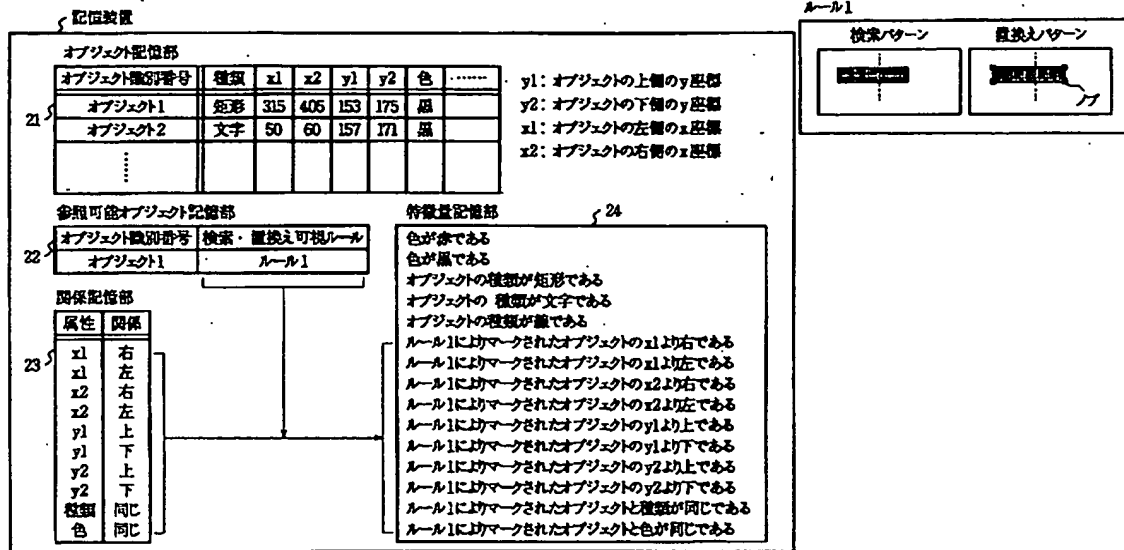 記憶装置
オブジェクト記憶部
オブジェクト識別番号 種類 x1 x2 y1 y2 色 ……
オブジェクト1 矩形 315 405 153 175 黒
オブジェクト2 文字 50 60 157 171 黒
21
y1: オブジェクトの上側のy座標
y2: オブジェクトの下側のy座標
x1: オブジェクトの左側のx座標
x2: オブジェクトの右側のx座標
参照可能オブジェクト記憶部
オブジェクト識別番号 検索・置換え可視ルール
オブジェクト1 ルール1
22
関係記憶部
属性 関係
x1 右
x1 左
x2 右
x2 左
y1 上
y1 下
y2 上
y2 下
種類 同じ
色 同じ
23
特徴量記憶部
24
色が赤である
色が黒である
オブジェクトの種類が矩形である
オブジェクトの 種類が文字である
オブジェクトの種類が線である
ルール1によりマークされたオブジェクトのx1より右である
ルール1によりマークされたオブジェクトのx1より左である
ルール1によりマークされたオブジェクトのx2より右である
ルール1によりマークされたオブジェクトのx2より左である
ルール1によりマークされたオブジェクトのy1より上である
ルール1によりマークされたオブジェクトのy1より下である
ルール1によりマークされたオブジェクトのy2より上である
ルール1によりマークされたオブジェクトのy2より下である
ルール1によりマークされたオブジェクトと種類が同じである
ルール1によりマークされたオブジェクトと色が同じである
ルール1
検索パターン 置換えパターン
ノブ